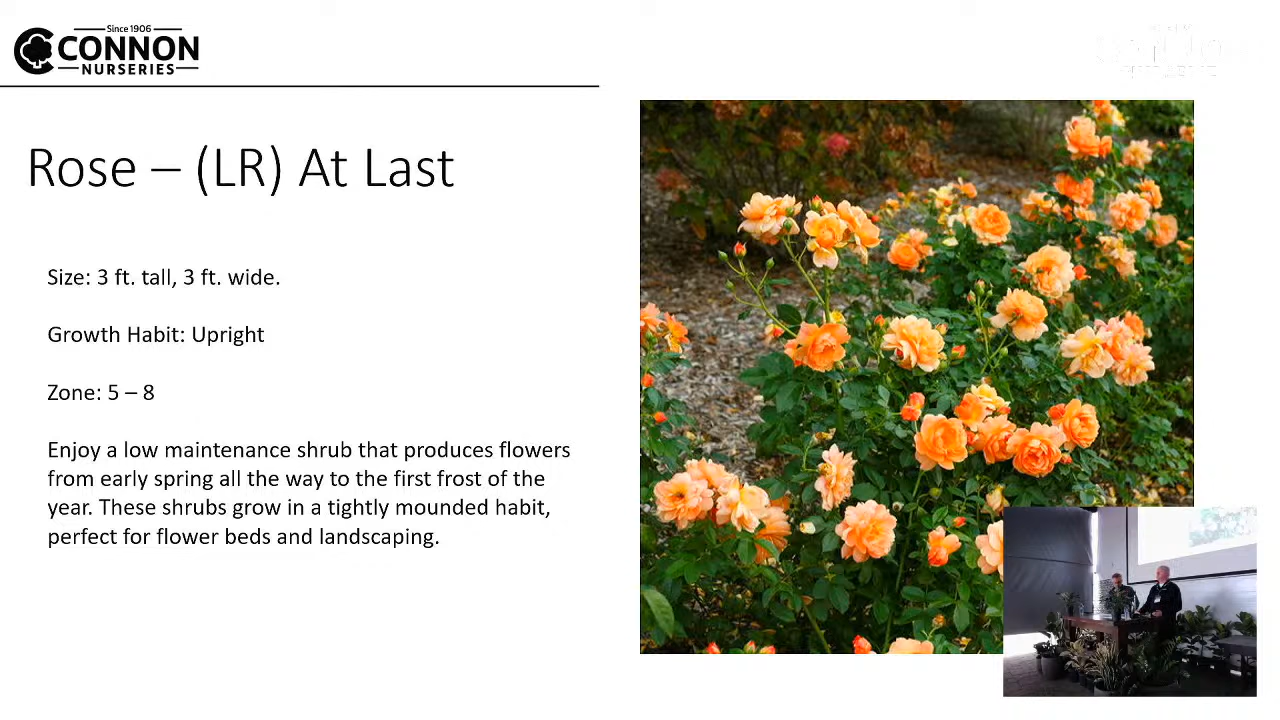 Since 1906
CONNON
NURSERIES
Rose – (LR) At Last
Size: 3 ft. tall, 3 ft. wide.
Growth Habit: Upright
Zone: 5 – 8
Enjoy a low maintenance shrub that produces flowers
from early spring all the way to the first frost of the
year. These shrubs grow in a tightly mounded habit,
perfect for flower beds and landscaping.